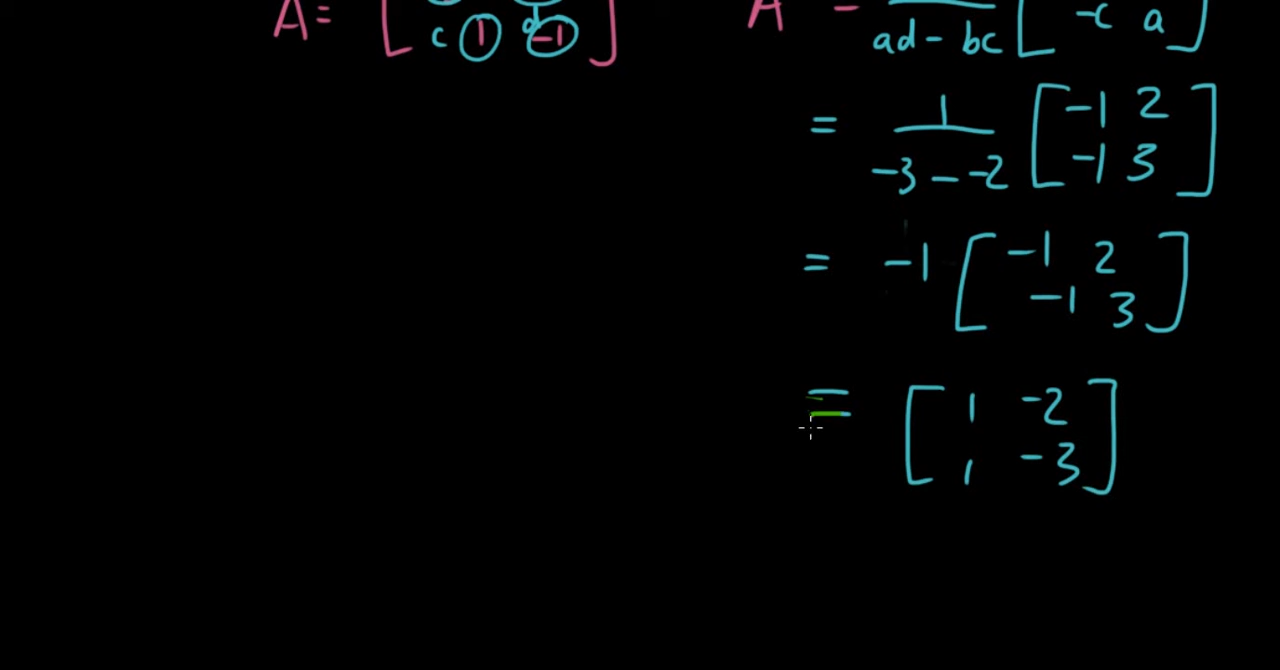 A = [ c 1 d -1 ]
A = / ad - bc [ -c a ]
= 1 / -3 - -2 [ -1 2
-1 3 ]
= -1 [ -1 2
-1 3 ]
= [ 1 -2
1 -3 ]